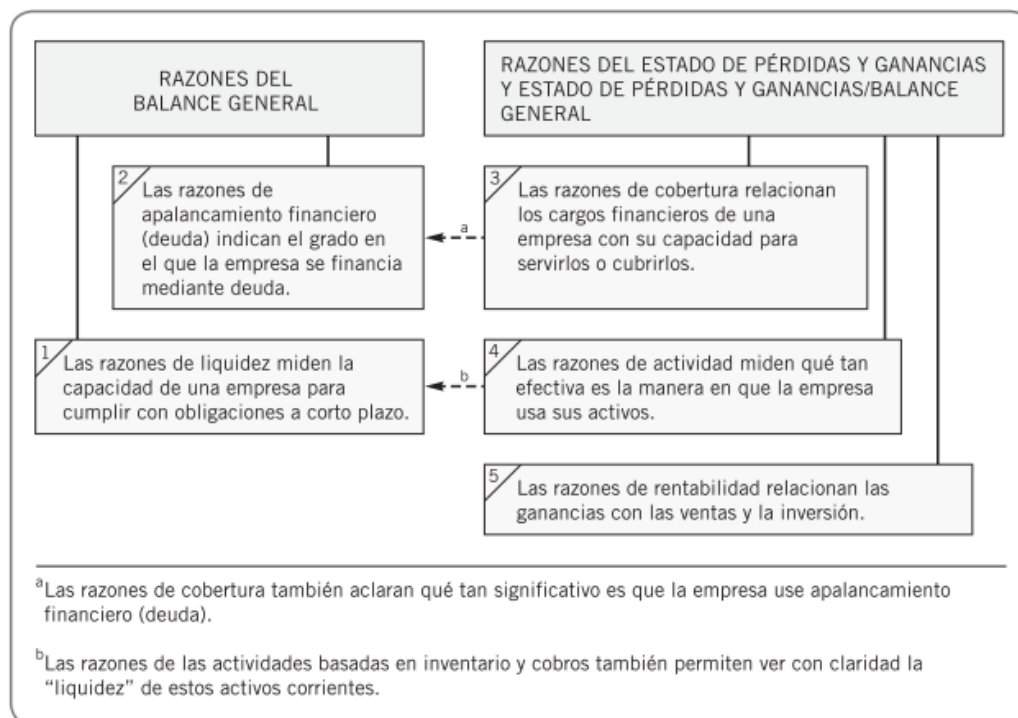 RAZONES DEL
BALANCE GENERAL
RAZONES DEL ESTADO DE PÉRDIDAS Y GANANCIAS
Y ESTADO DE PÉRDIDAS Y GANANCIAS/BALANCE
GENERAL
2
Las razones de
apalancamiento financiero
(deuda) indican el grado en
el que la empresa se financia
mediante deuda.
a
3
Las razones de cobertura relacionan
los cargos financieros de una
empresa con su capacidad para
servirlos o cubrirlos.
1
Las razones de liquidez miden la
capacidad de una empresa para
cumplir con obligaciones a corto plazo.
b
4
Las razones de actividad miden qué tan
efectiva es la manera en que la empresa
usa sus activos.
5
Las razones de rentabilidad relacionan las
ganancias con las ventas y la inversión.
a Las razones de cobertura también aclaran qué tan significativo es que la empresa use apalancamiento
financiero (deuda).
b Las razones de las actividades basadas en inventario y cobros también permiten ver con claridad la
“liquidez” de estos activos corrientes.